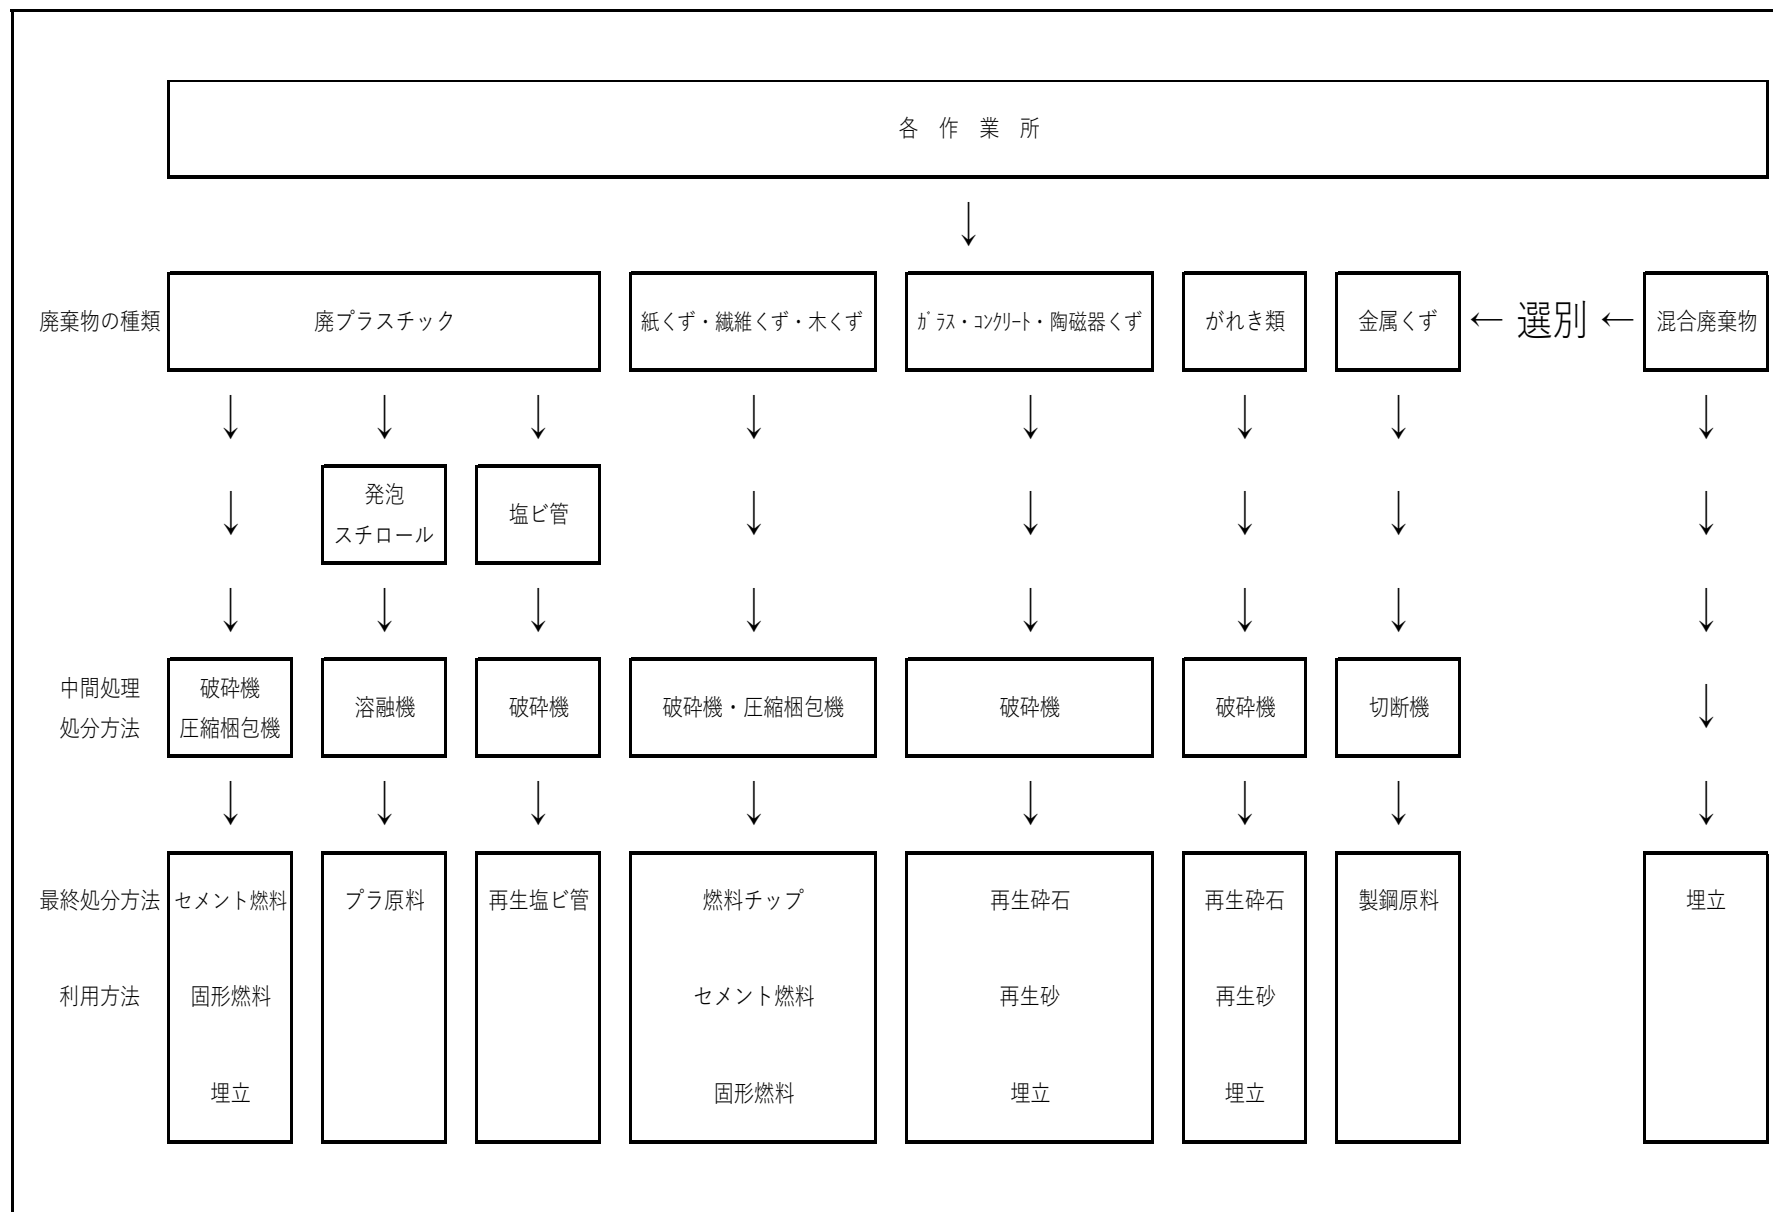 各作業所
↓
廃棄物の種類 廃プラスチック 紙くず・繊維くず・木くず ｶﾞﾗｽ・ｺﾝｸﾘｰﾄ・陶磁器くず がれき類 金属くず ← 選別 ← 混合廃棄物
↓ ↓ ↓ ↓ ↓ ↓ ↓ ↓
発泡
スチロール
塩ビ管
↓ ↓ ↓ ↓ ↓ ↓
↓ ↓ ↓ ↓ ↓ ↓ ↓ ↓
中間処理
処分方法
破砕機
圧縮梱包機
溶融機 破砕機 破砕機・圧縮梱包機 破砕機 破砕機 切断機 ↓
↓ ↓ ↓ ↓ ↓ ↓ ↓ ↓
最終処分方法 セメント燃料 プラ原料 再生塩ビ管 燃料チップ 再生砕石 再生砕石 製鋼原料 埋立
利用方法 固形燃料 セメント燃料 再生砂 再生砂
埋立 固形燃料 埋立 埋立